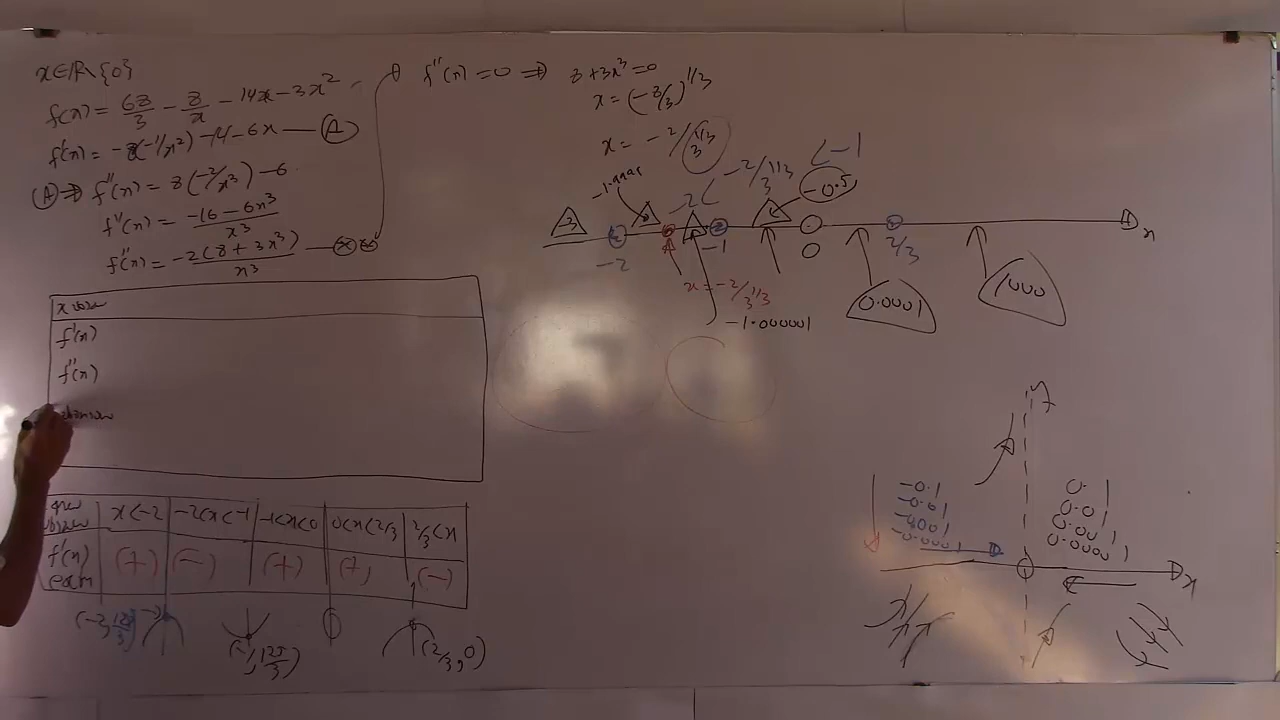 x∈ℝ\{0}
f(x) = 68/3 - 8/x - 14x - 3x²
f'(x) = -8(-1/x²) - 14 - 6x — Ⓐ
Ⓐ ⇒ f''(x) = 8(-2/x³) - 6
f''(x) = -16 - 6x³ / x³
f''(x) = -2(8 + 3x³) / x³
f''(x) = 0 ⇒ 8 + 3x³ = 0
x = (-8/3)^1/3
x = -2/3^1/3
-3
-1.9999
-2
-2 <
-2/3^1/3
< -1
-0.5
-1
0
2/3
x
x = -2/3^1/3
-1.000001
0.0001
1000
f'(x)
f''(x)
x<-2
-2<x<-1
-1<x<0
0<x<2/3
2/3<x
f'(x)
(+)
(-)
(+)
(+)
(-)
(2/3, 0)
y
-0.1
-0.01
-0.0001
0.1
0.01
0.001
0.00001
x